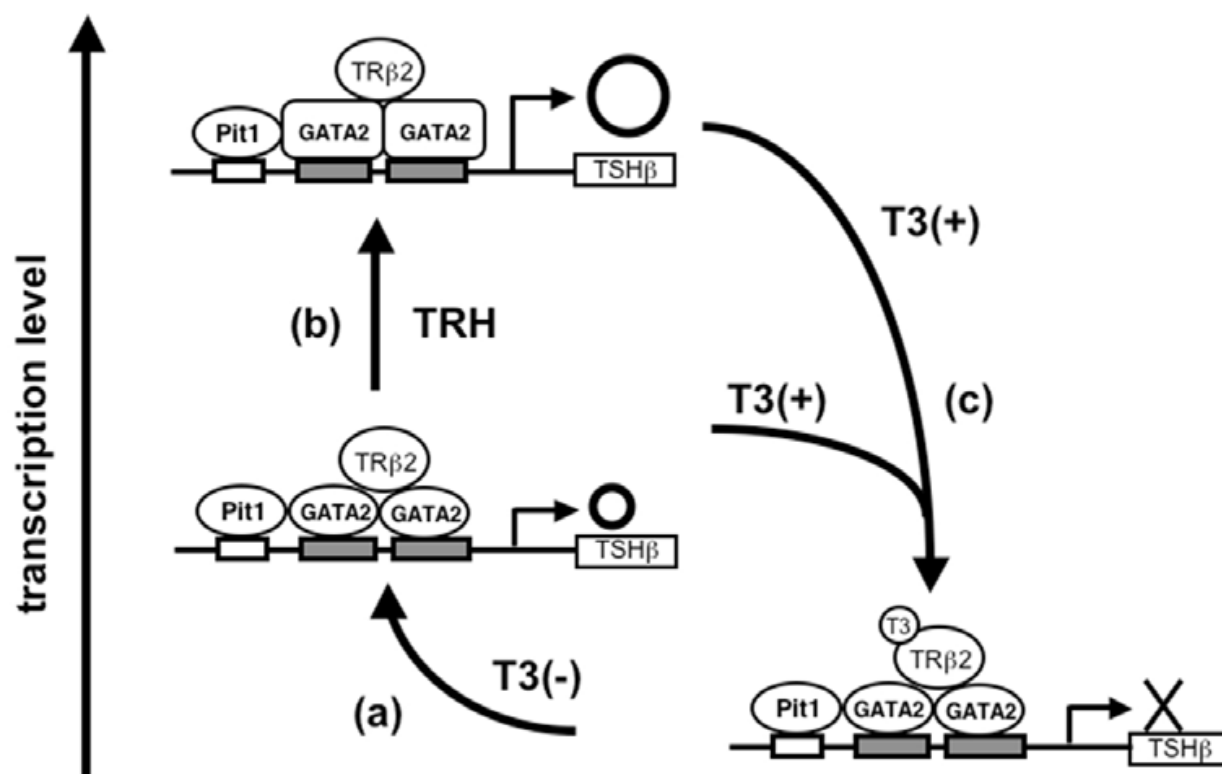 transcription level
TRβ2
Pit1 GATA2 GATA2
TSHβ
T3(+)
(b) TRH
T3(+) (c)
TRβ2
Pit1 GATA2 GATA2
TSHβ
T3(-)
(a)
T3
TRβ2
Pit1 GATA2 GATA2
TSHβ